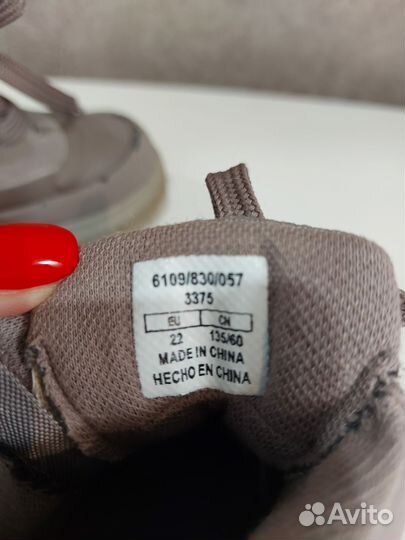 6109/830/057
3375
EU CN
22 135/60
MADE IN CHINA
HECHO EN CHINA
Avito